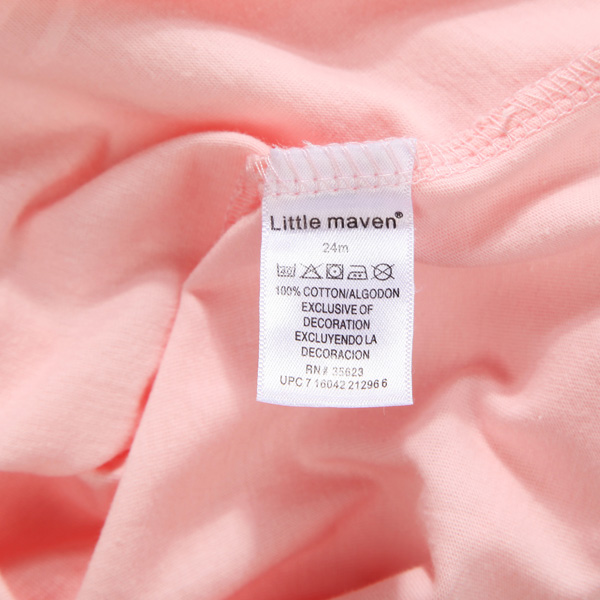 Little maven®
24m
100% COTTON/ALGODON
EXCLUSIVE OF
DECORATION
EXCLUYENDO LA
DECORACION
RN# 35623
UPC 7 16042 21296 6